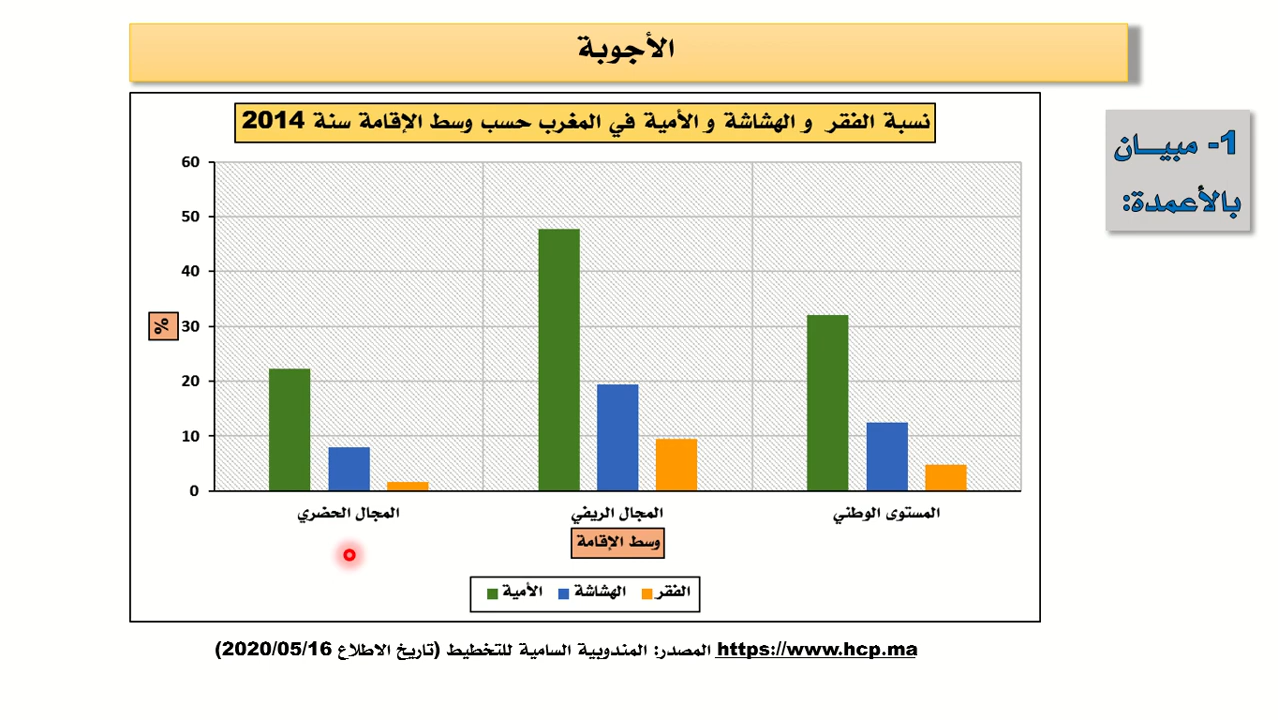 الأجوبة
1- مبيـــان
بالأعمدة:
نسبة الفقر و الهشاشة و الأمية في المغرب حسب وسط الإقامة سنة 2014
60
50
40
30
20
10
0
%
المجال الحضري
المجال الريفي
المستوى الوطني
وسط الإقامة
الأمية
الهشاشة
الفقر
https://www.hcp.ma المصدر: المندوبية السامية للتخطيط (تاريخ الاطلاع 2020/05/16)